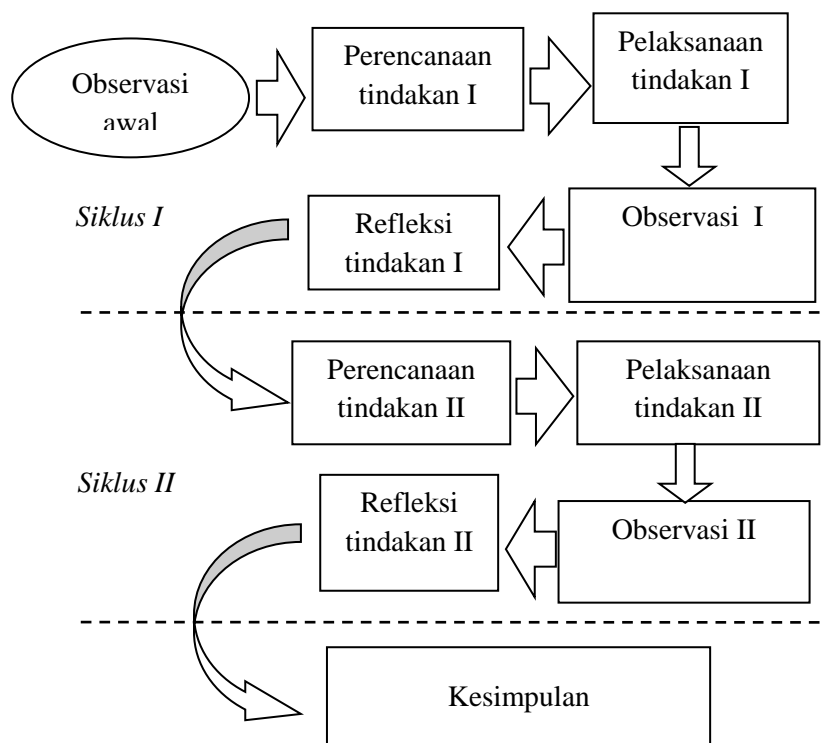 Observasi
awal
Perencanaan
tindakan I
Pelaksanaan
tindakan I
Siklus I
Refleksi
tindakan I
Observasi I
Perencanaan
tindakan II
Pelaksanaan
tindakan II
Siklus II
Refleksi
tindakan II
Observasi II
Kesimpulan